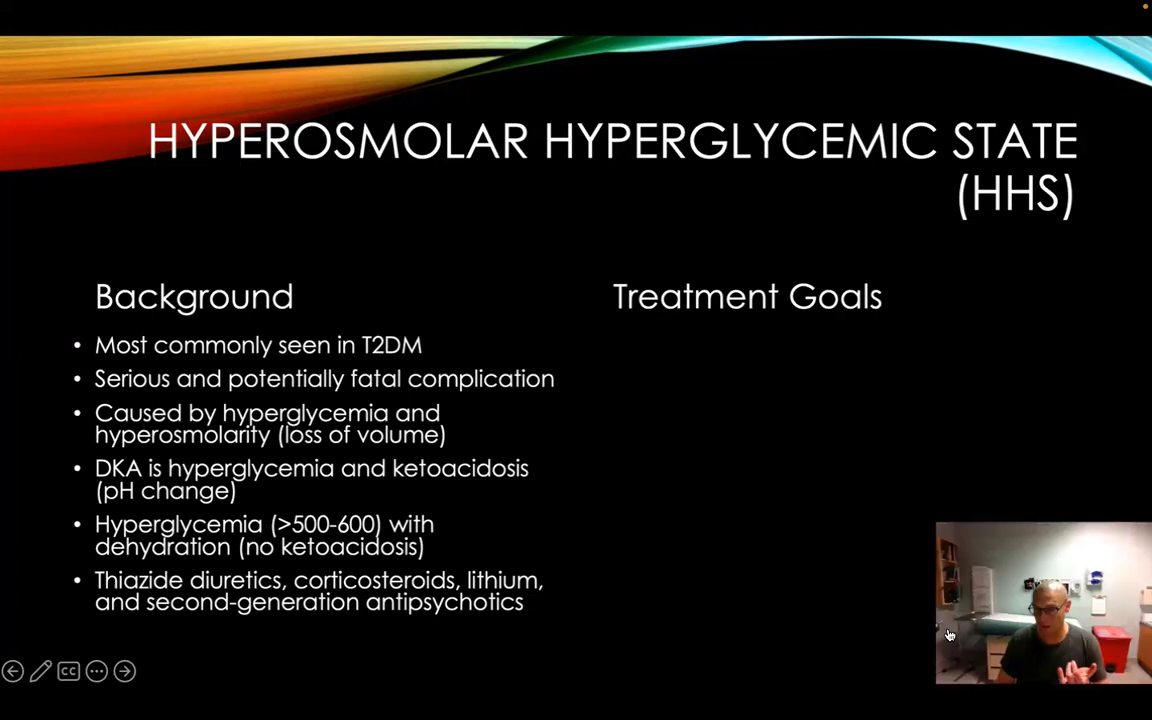 HYPEROSMOLAR HYPERGLYCEMIC STATE
(HHS)
Background
• Most commonly seen in T2DM
• Serious and potentially fatal complication
• Caused by hyperglycemia and
hyperosmolarity (loss of volume)
• DKA is hyperglycemia and ketoacidosis
(pH change)
• Hyperglycemia (>500-600) with
dehydration (no ketoacidosis)
• Thiazide diuretics, corticosteroids, lithium,
and second-generation antipsychotics
Treatment Goals
CC